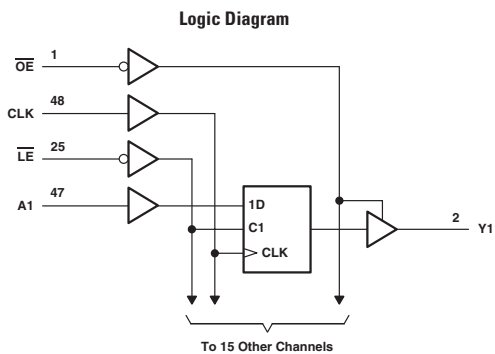 Logic Diagram
OE 1
CLK 48
LE 25
A1 47
1D
C1
CLK
2 Y1
To 15 Other Channels